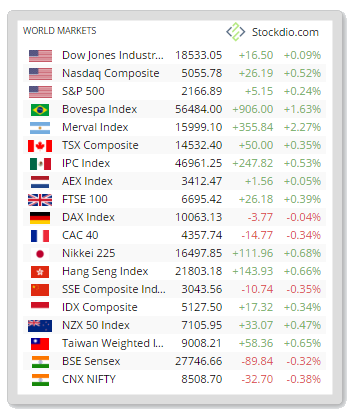 WORLD MARKETS Stockdio.com
Dow Jones Industr... 18533.05 +16.50 +0.09%
Nasdaq Composite 5055.78 +26.19 +0.52%
S&P 500 2166.89 +5.15 +0.24%
Bovespa Index 56484.00 +906.00 +1.63%
Merval Index 15999.10 +355.84 +2.27%
TSX Composite 14532.40 +50.00 +0.35%
IPC Index 46961.25 +247.82 +0.53%
AEX Index 3412.47 +1.56 +0.05%
FTSE 100 6695.42 +26.18 +0.39%
DAX Index 10063.13 -3.77 -0.04%
CAC 40 4357.74 -14.77 -0.34%
Nikkei 225 16497.85 +111.96 +0.68%
Hang Seng Index 21803.18 +143.93 +0.66%
SSE Composite Ind... 3043.56 -10.74 -0.35%
IDX Composite 5127.50 +17.32 +0.34%
NZX 50 Index 7105.95 +33.07 +0.47%
Taiwan Weighted I... 9008.21 +58.36 +0.65%
BSE Sensex 27746.66 -89.84 -0.32%
CNX NIFTY 8508.70 -32.70 -0.38%